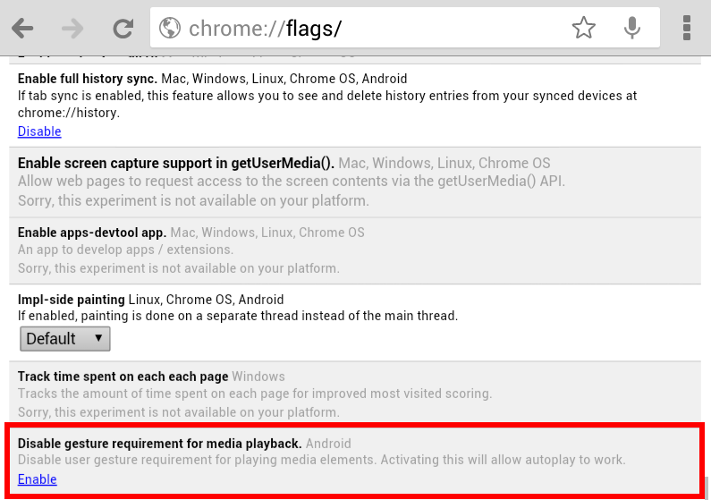 chrome://flags/
Enable full history sync. Mac, Windows, Linux, Chrome OS, Android
If tab sync is enabled, this feature allows you to see and delete history entries from your synced devices at
chrome://history.
Disable
Enable screen capture support in getUserMedia(). Mac, Windows, Linux, Chrome OS
Allow web pages to request access to the screen contents via the getUserMedia() API.
Sorry, this experiment is not available on your platform.
Enable apps-devtool app. Mac, Windows, Linux, Chrome OS
An app to develop apps / extensions.
Sorry, this experiment is not available on your platform.
Impl-side painting Linux, Chrome OS, Android
If enabled, painting is done on a separate thread instead of the main thread.
Default
Track time spent on each each page Windows
Tracks the amount of time spent on each page for improved most visited scoring.
Sorry, this experiment is not available on your platform.
Disable gesture requirement for media playback. Android
Disable user gesture requirement for playing media elements. Activating this will allow autoplay to work.
Enable